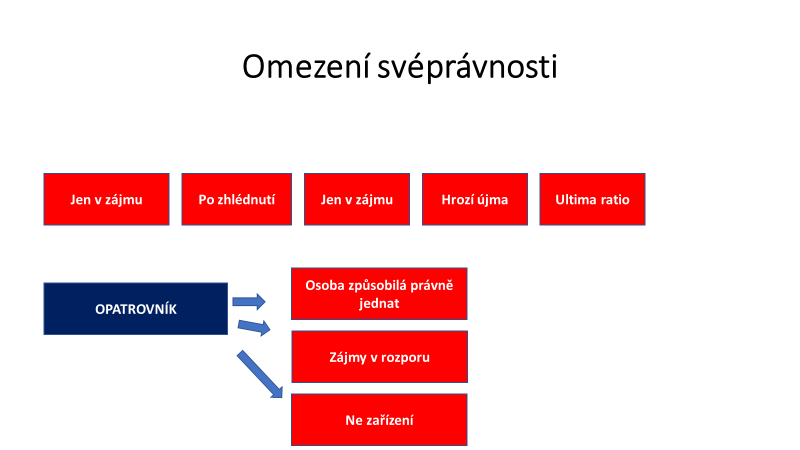 Omezení svéprávnosti
Jen v zájmu
Po zhlédnutí
Jen v zájmu
Hrozí újma
Ultima ratio
OPATROVNÍK
Osoba způsobilá právně
jednat
Zájmy v rozporu
Ne zařízení